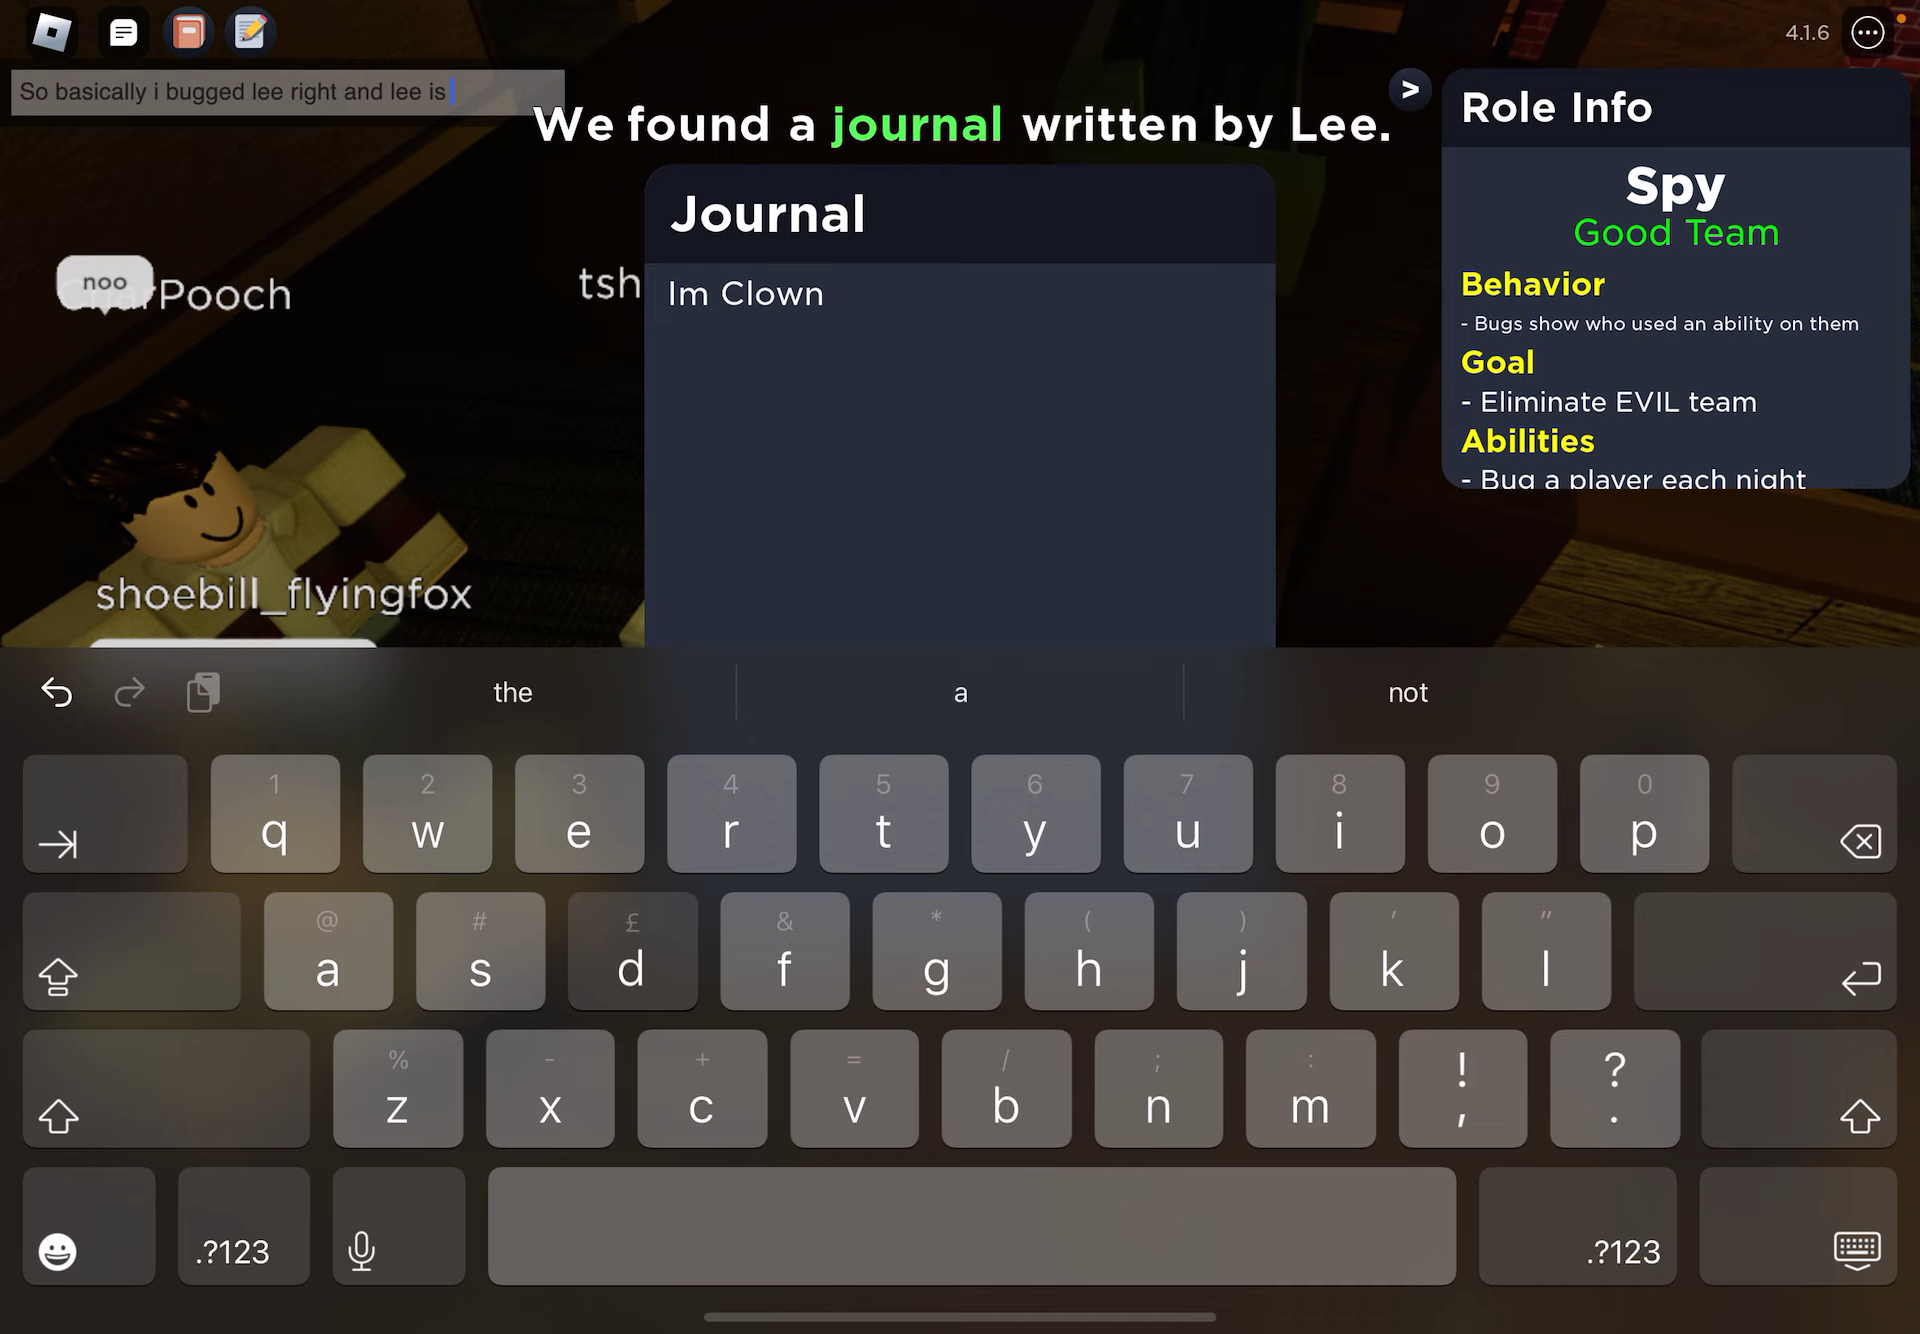 4.1.6
So basically i bugged lee right and lee is
We found a journal written by Lee.
>
Role Info
Spy
Good Team
Behavior
- Bugs show who used an ability on them
Goal
- Eliminate EVIL team
Abilities
- Bug a player each night
Journal
Im Clown
noo
Pooch
tsh
shoebill_flyingfox
the
a
not
1 2 3 4 5 6 7 8 9 0
q w e r t y u i o p
@ # £ & * ( ) ' "
a s d f g h j k l
% - + = / ; : ! ?
z x c v b n m , .
.?123
.?123